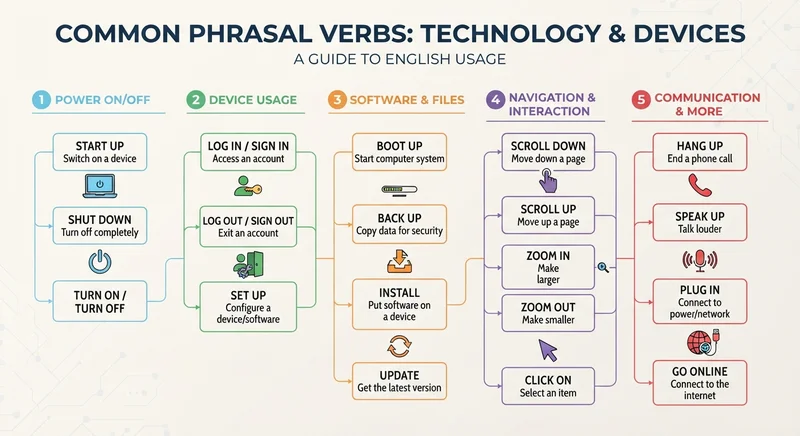 COMMON PHRASAL VERBS: TECHNOLOGY & DEVICES
A GUIDE TO ENGLISH USAGE
1 POWER ON/OFF
START UP
Switch on a device
SHUT DOWN
Turn off completely
TURN ON /
TURN OFF
2 DEVICE USAGE
LOG IN / SIGN IN
Access an account
LOG OUT / SIGN OUT
Exit an account
SET UP
Configure a
device/software
3 SOFTWARE & FILES
BOOT UP
Start computer system
BACK UP
Copy data for security
INSTALL
Put software on
a device
UPDATE
Get the latest version
4 NAVIGATION &
INTERACTION
SCROLL DOWN
Move down a page
SCROLL UP
Move up a page
ZOOM IN
Make
larger
ZOOM OUT
Make smaller
CLICK ON
Select an item
5 COMMUNICATION
& MORE
HANG UP
End a phone call
SPEAK UP
Talk louder
PLUG IN
Connect to
power/network
GO ONLINE
Connect to the
internet